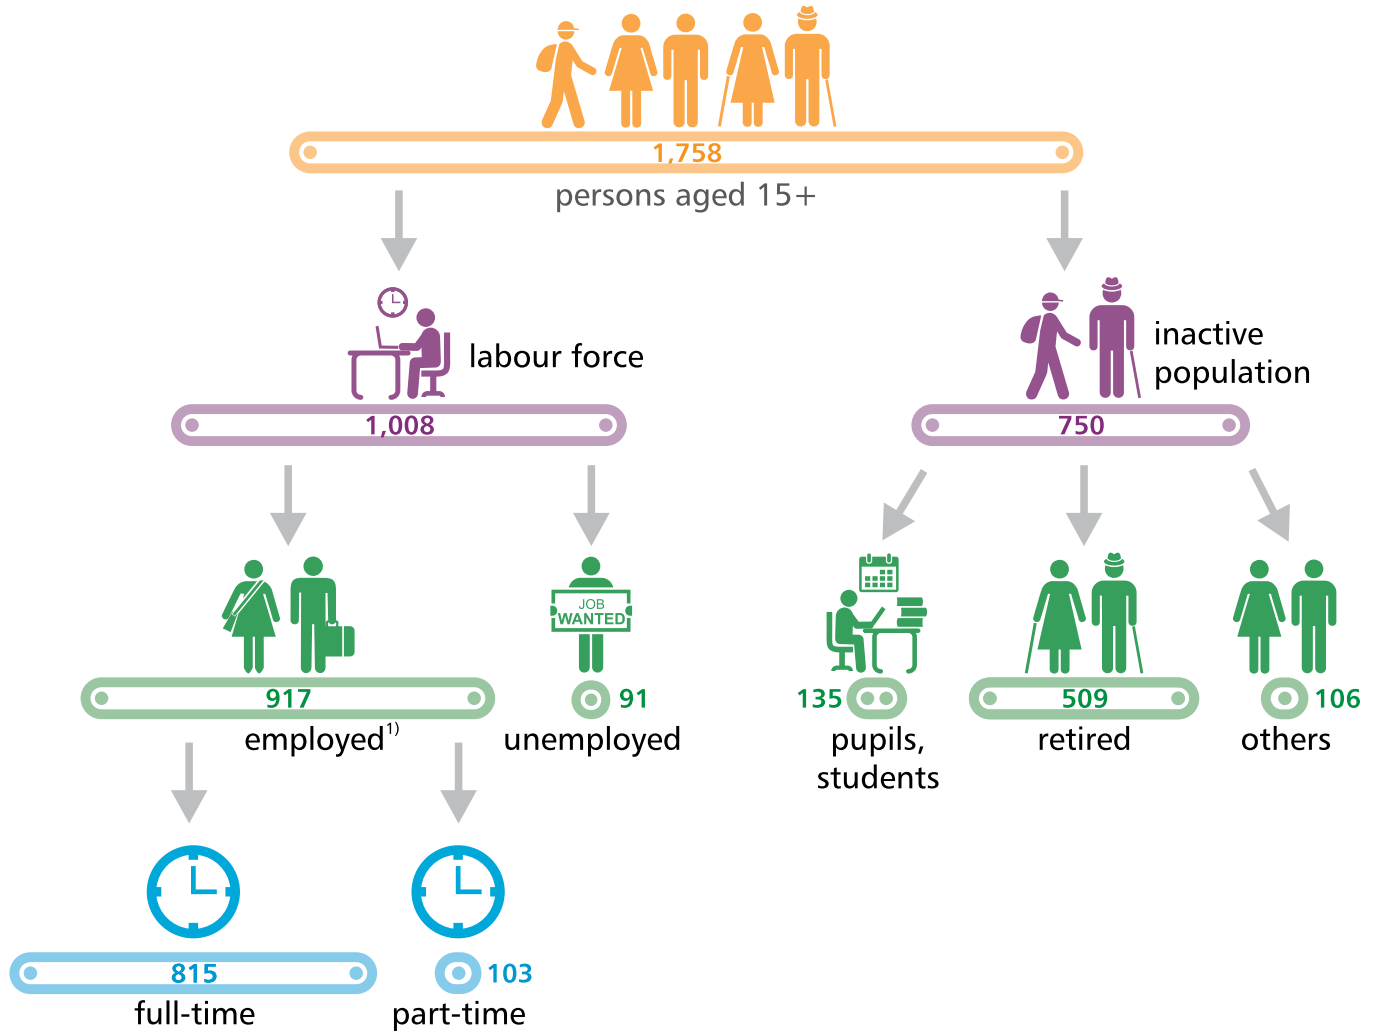 1,758
persons aged 15+
labour force
1,008
inactive
population
750
917
employed1)
JOB
WANTED
91
unemployed
135
pupils,
students
509
retired
106
others
815
full-time
103
part-time